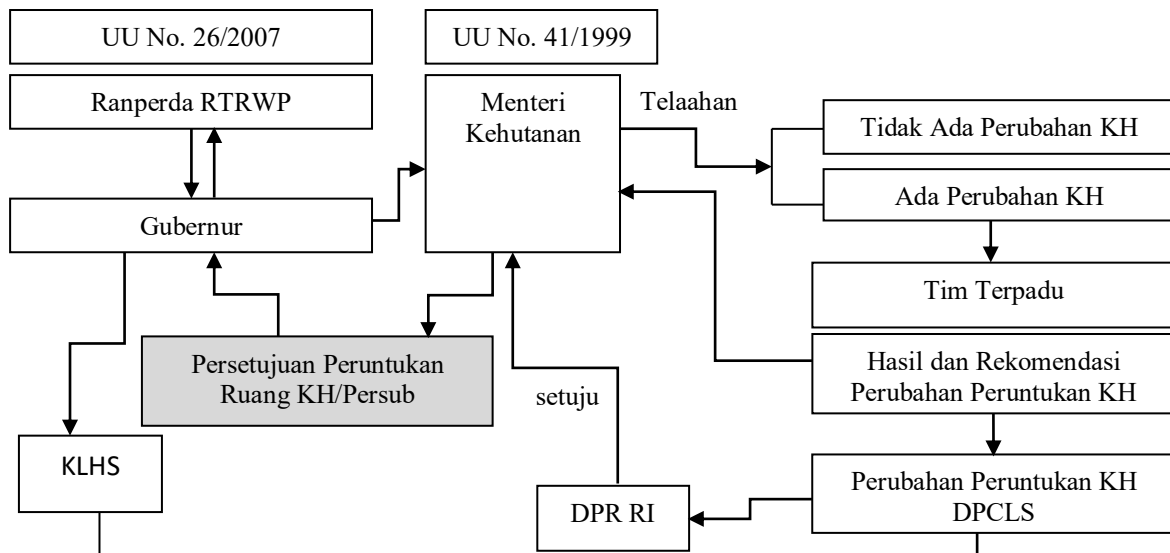 UU No. 26/2007
UU No. 41/1999
Ranperda RTRWP
Menteri
Kehutanan
Telaahan
Tidak Ada Perubahan KH
Ada Perubahan KH
Gubernur
Tim Terpadu
Persetujuan Peruntukan
Ruang KH/Persub
Hasil dan Rekomendasi
Perubahan Peruntukan KH
setuju
KLHS
DPR RI
Perubahan Peruntukan KH
DPCLS